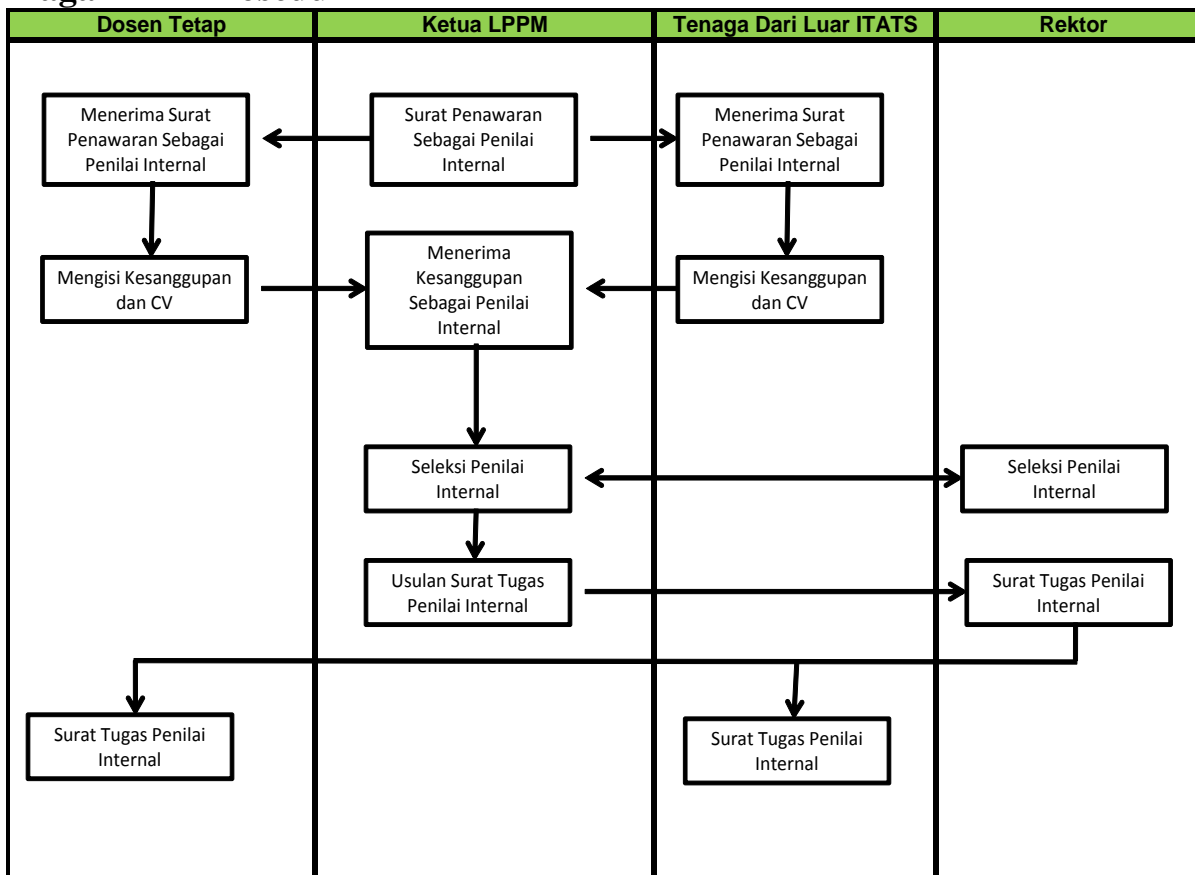 Dosen Tetap
Ketua LPPM
Tenaga Dari Luar ITATS
Rektor
Menerima Surat
Penawaran Sebagai
Penilai Internal
Surat Penawaran
Sebagai Penilai
Internal
Menerima Surat
Penawaran Sebagai
Penilai Internal
Mengisi Kesanggupan
dan CV
Menerima
Kesanggupan
Sebagai Penilai
Internal
Mengisi Kesanggupan
dan CV
Seleksi Penilai
Internal
Seleksi Penilai
Internal
Usulan Surat Tugas
Penilai Internal
Surat Tugas Penilai
Internal
Surat Tugas Penilai
Internal
Surat Tugas Penilai
Internal